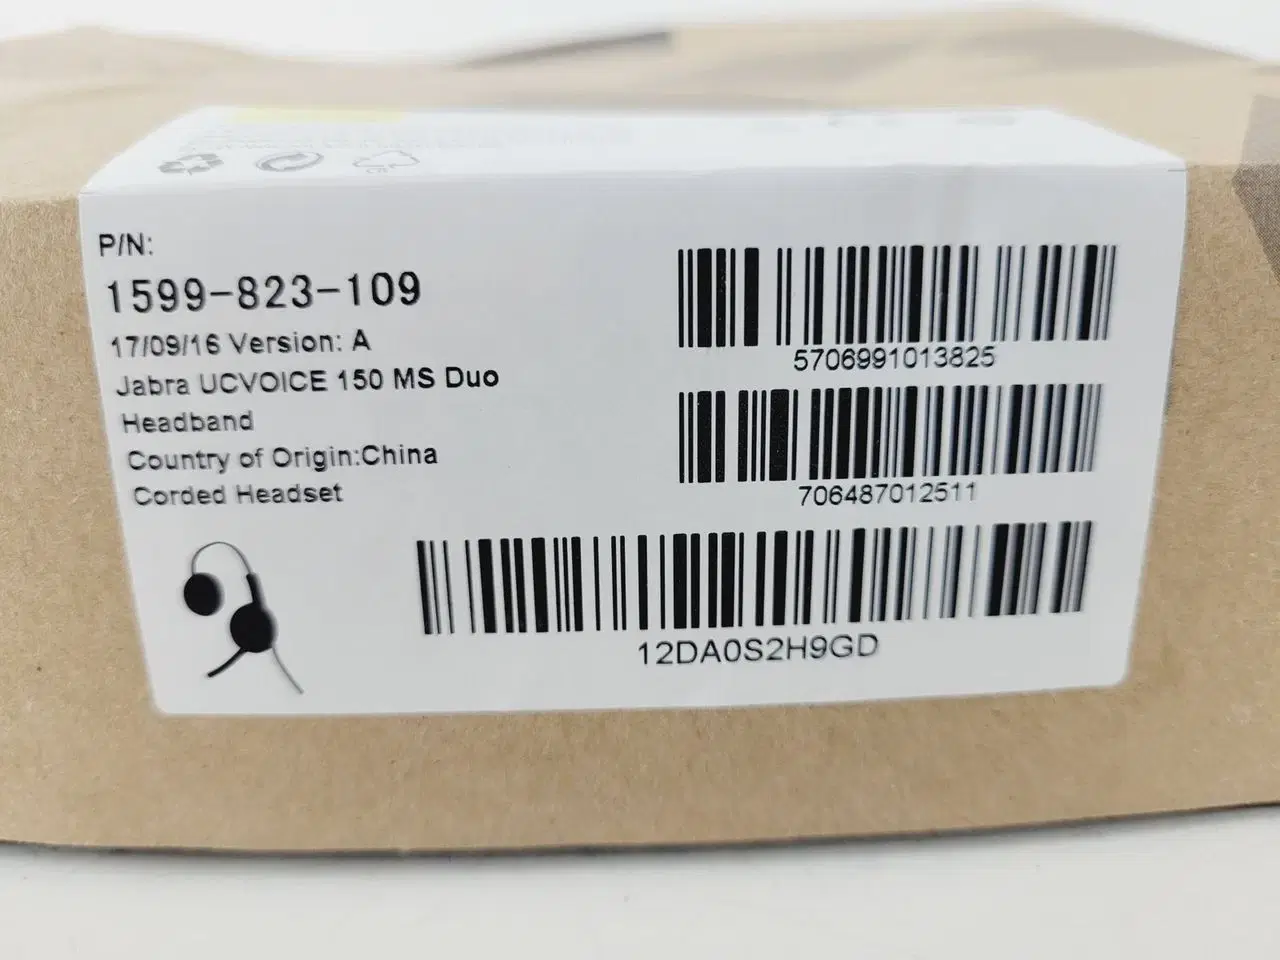 P/N:
1599-823-109
17/09/16 Version: A
Jabra UCVOICE 150 MS Duo
Headband
Country of Origin:China
Corded Headset
5706991013825
706487012511
12DA0S2H9GD